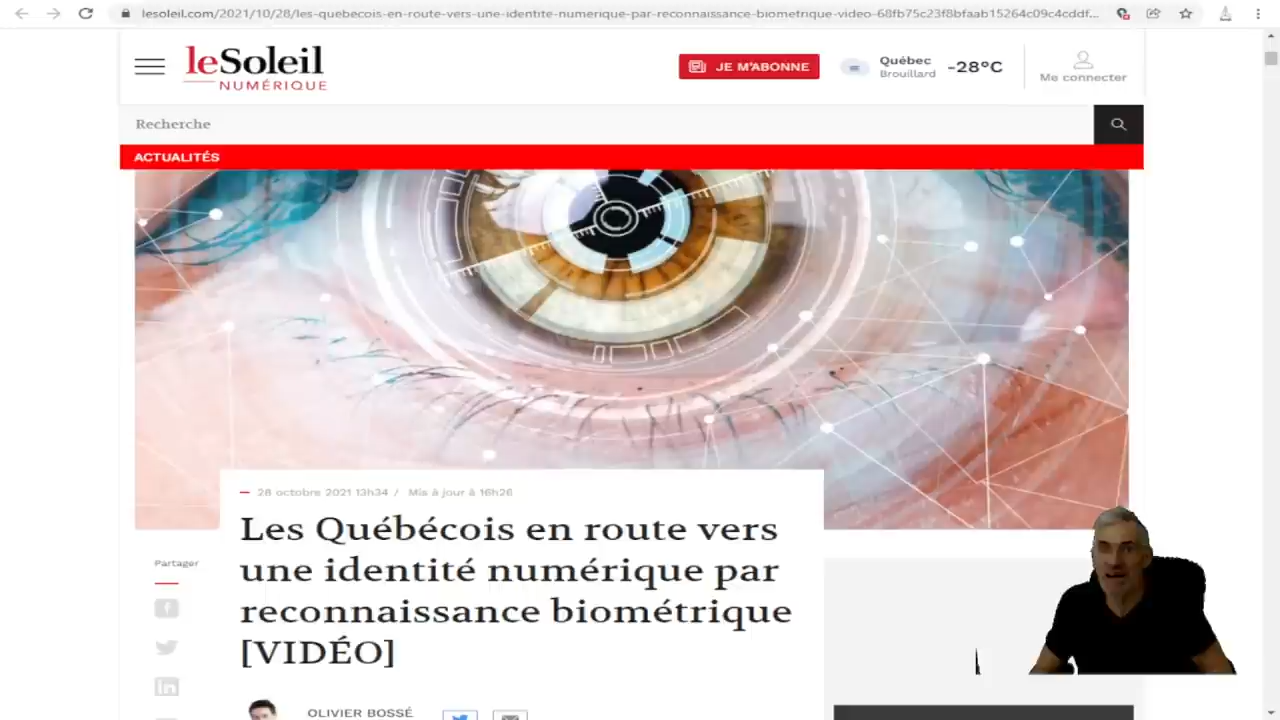 lesoleil.com/2021/10/28/les-quebecois-en-route-vers-une-identite-numerique-par-reconnaissance-biometrique-video-68fb75c23f8bfaab15264c09c4cddf...
leSoleil
NUMÉRIQUE
JE M'ABONNE
Québec
Brouillard
-28°C
Me connecter
Recherche
ACTUALITÉS
28 octobre 2021 13h34 / Mis à jour à 16h26
Les Québécois en route vers
une identité numérique par
reconnaissance biométrique
[VIDÉO]
Partager
OLIVIER BOSSÉ